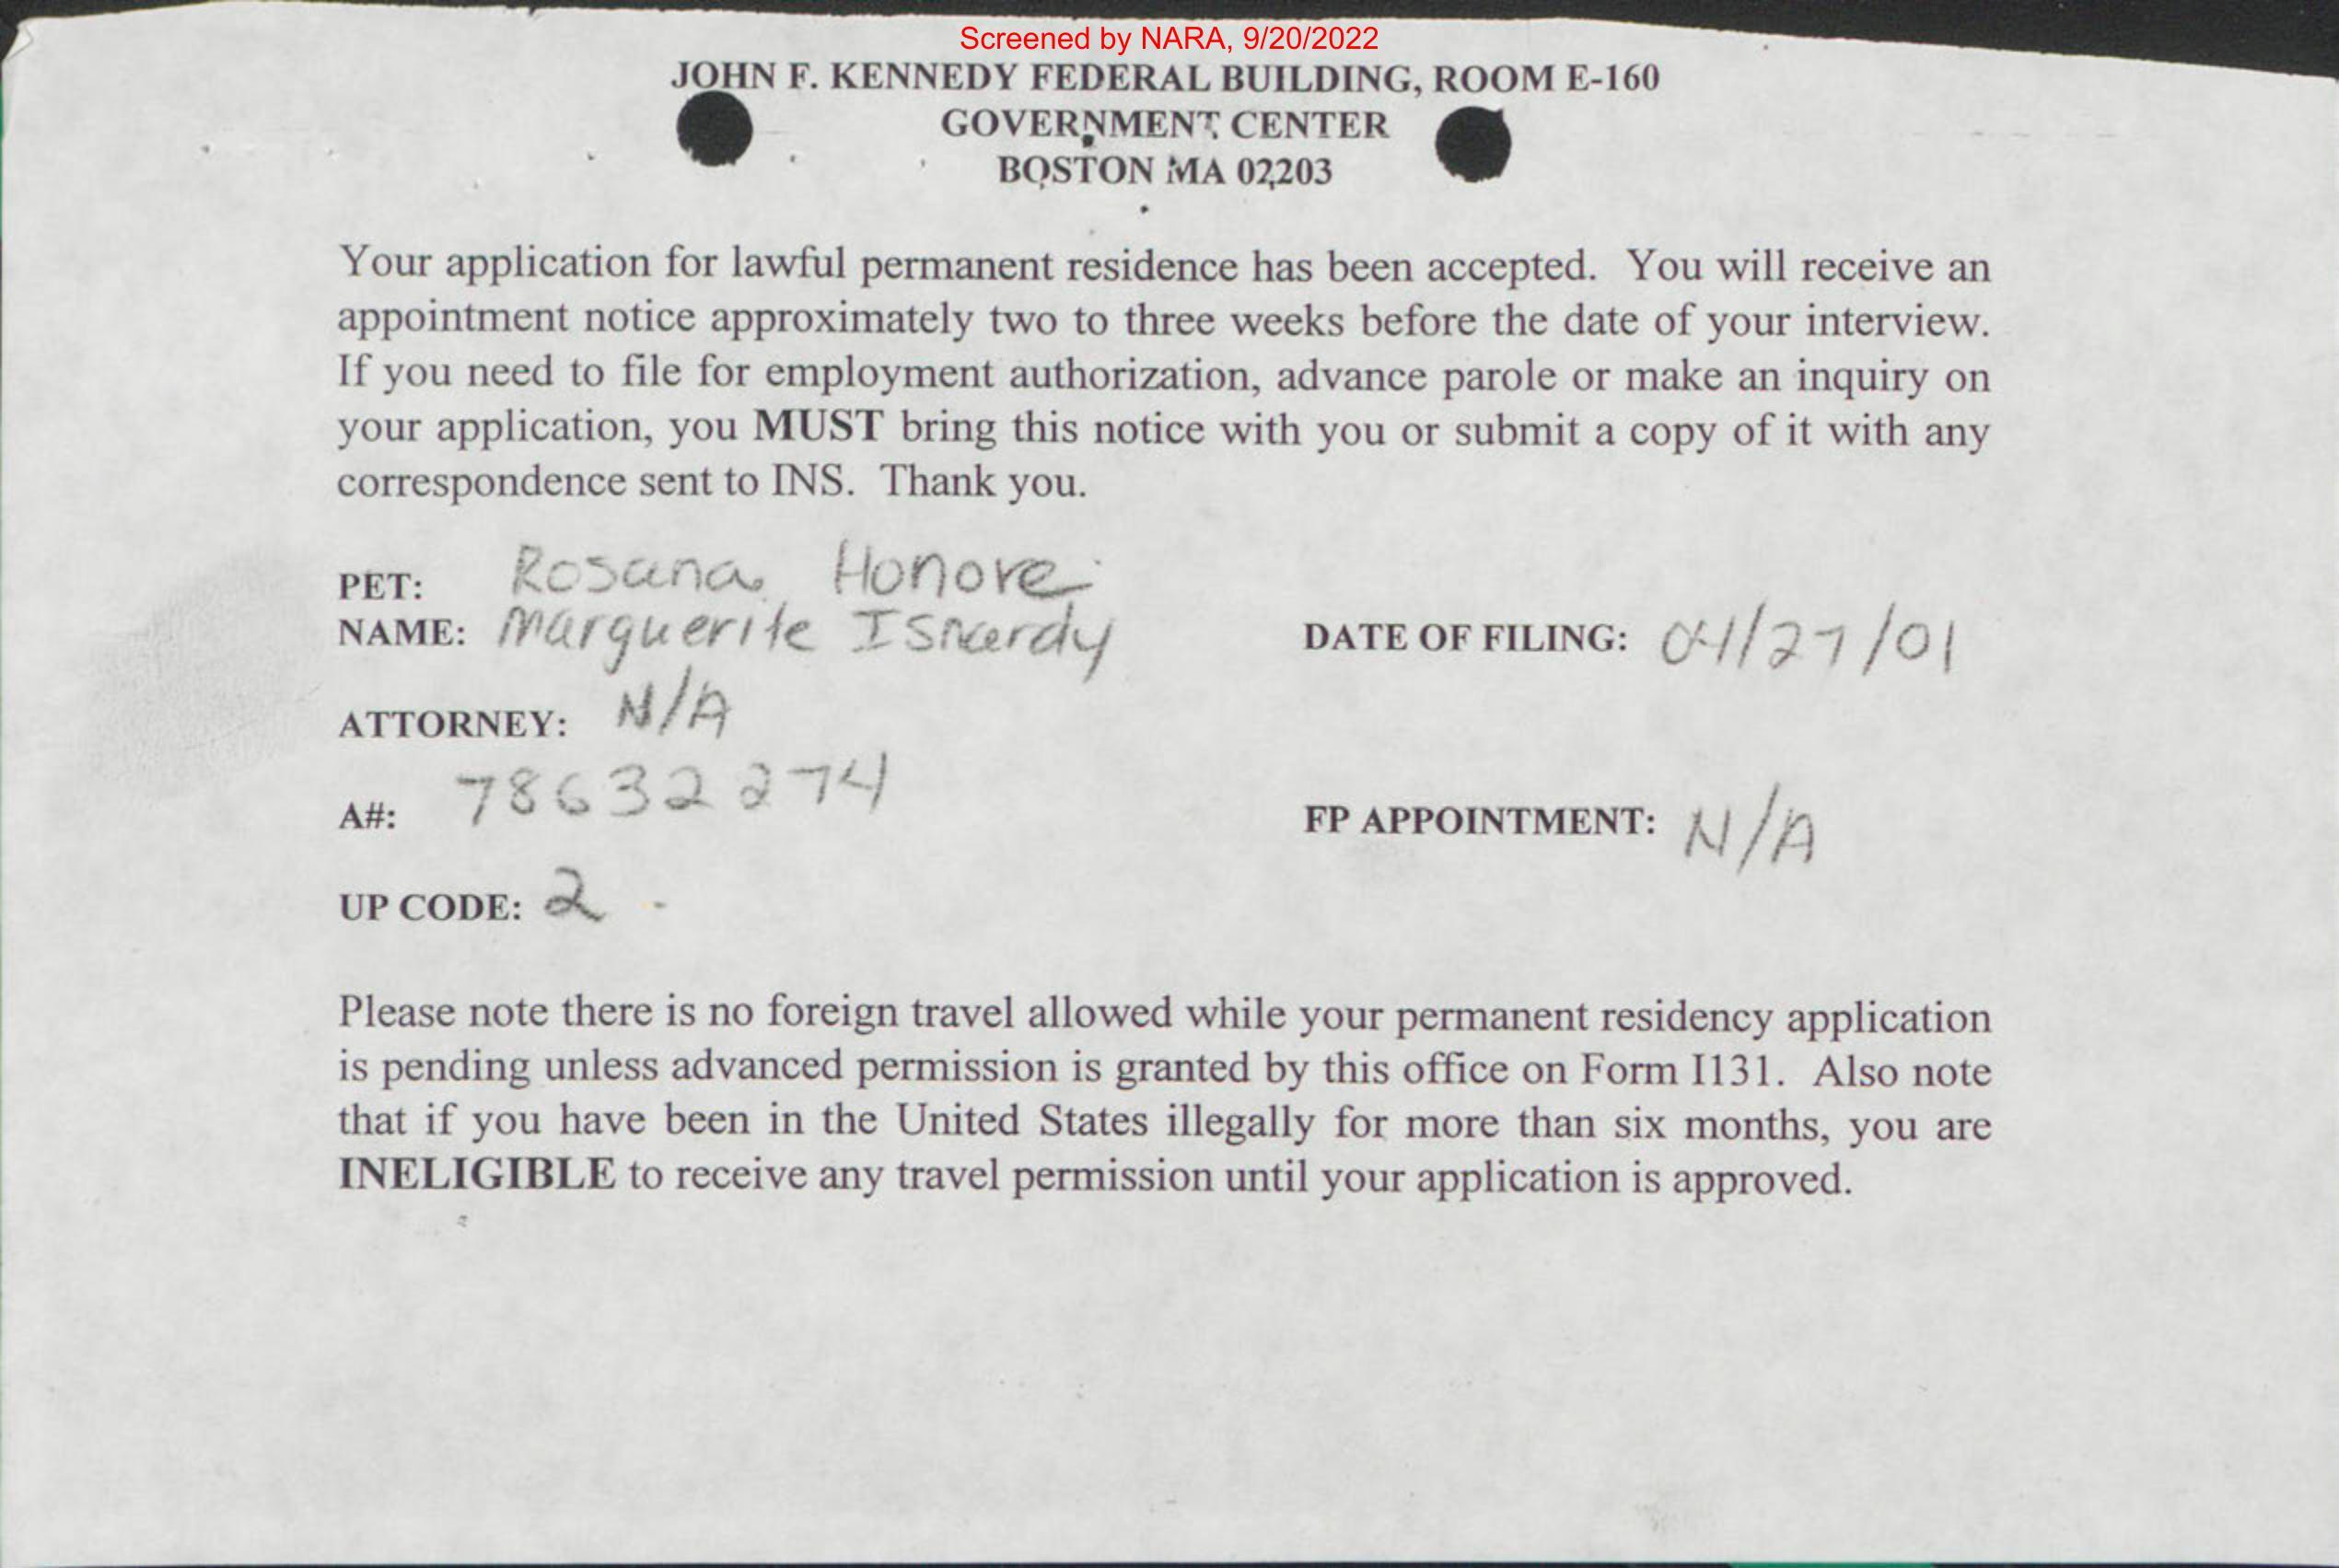 Screened by NARA, 9/20/2022
JOHN F. KENNEDY FEDERAL BUILDING, ROOM E-160
GOVERNMENT CENTER
BOSTON MA 02203
Your application for lawful permanent residence has been accepted. You will receive an
appointment notice approximately two to three weeks before the date of your interview.
If you need to file for employment authorization, advance parole or make an inquiry on
your application, you MUST bring this notice with you or submit a copy of it with any
correspondence sent to INS. Thank you.
PET: Rosana Honore
NAME: Marguerite Isnardy DATE OF FILING: 04/27/01
ATTORNEY: N/A
A#: 78632274 FP APPOINTMENT: N/A
UP CODE: 2
Please note there is no foreign travel allowed while your permanent residency application
is pending unless advanced permission is granted by this office on Form I131. Also note
that if you have been in the United States illegally for more than six months, you are
INELIGIBLE to receive any travel permission until your application is approved.